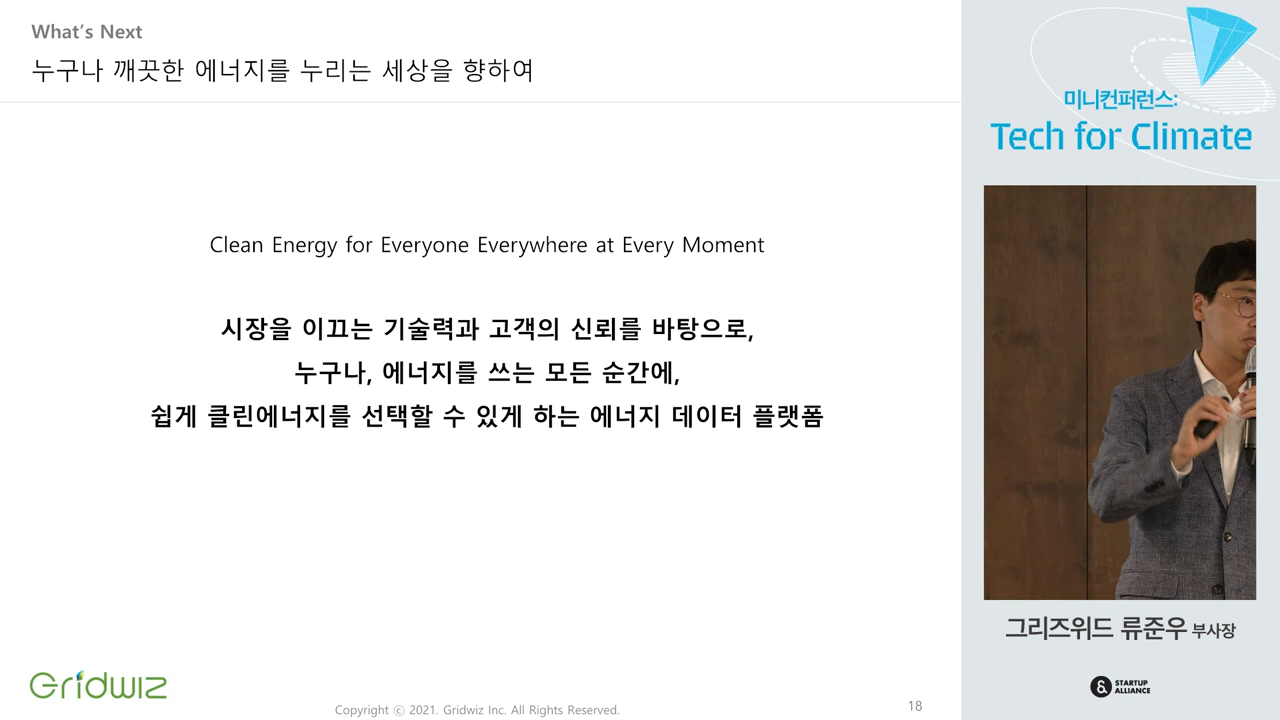 What's Next
누구나 깨끗한 에너지를 누리는 세상을 향하여
Clean Energy for Everyone Everywhere at Every Moment
시장을 이끄는 기술력과 고객의 신뢰를 바탕으로,
누구나, 에너지를 쓰는 모든 순간에,
쉽게 클린에너지를 선택할 수 있게 하는 에너지 데이터 플랫폼
Gridwiz
Copyright ⓒ 2021. Gridwiz Inc. All Rights Reserved.
18
미니컨퍼런스:
Tech for Climate
그리즈위드 류준우 부사장
&
STARTUP
ALLIANCE